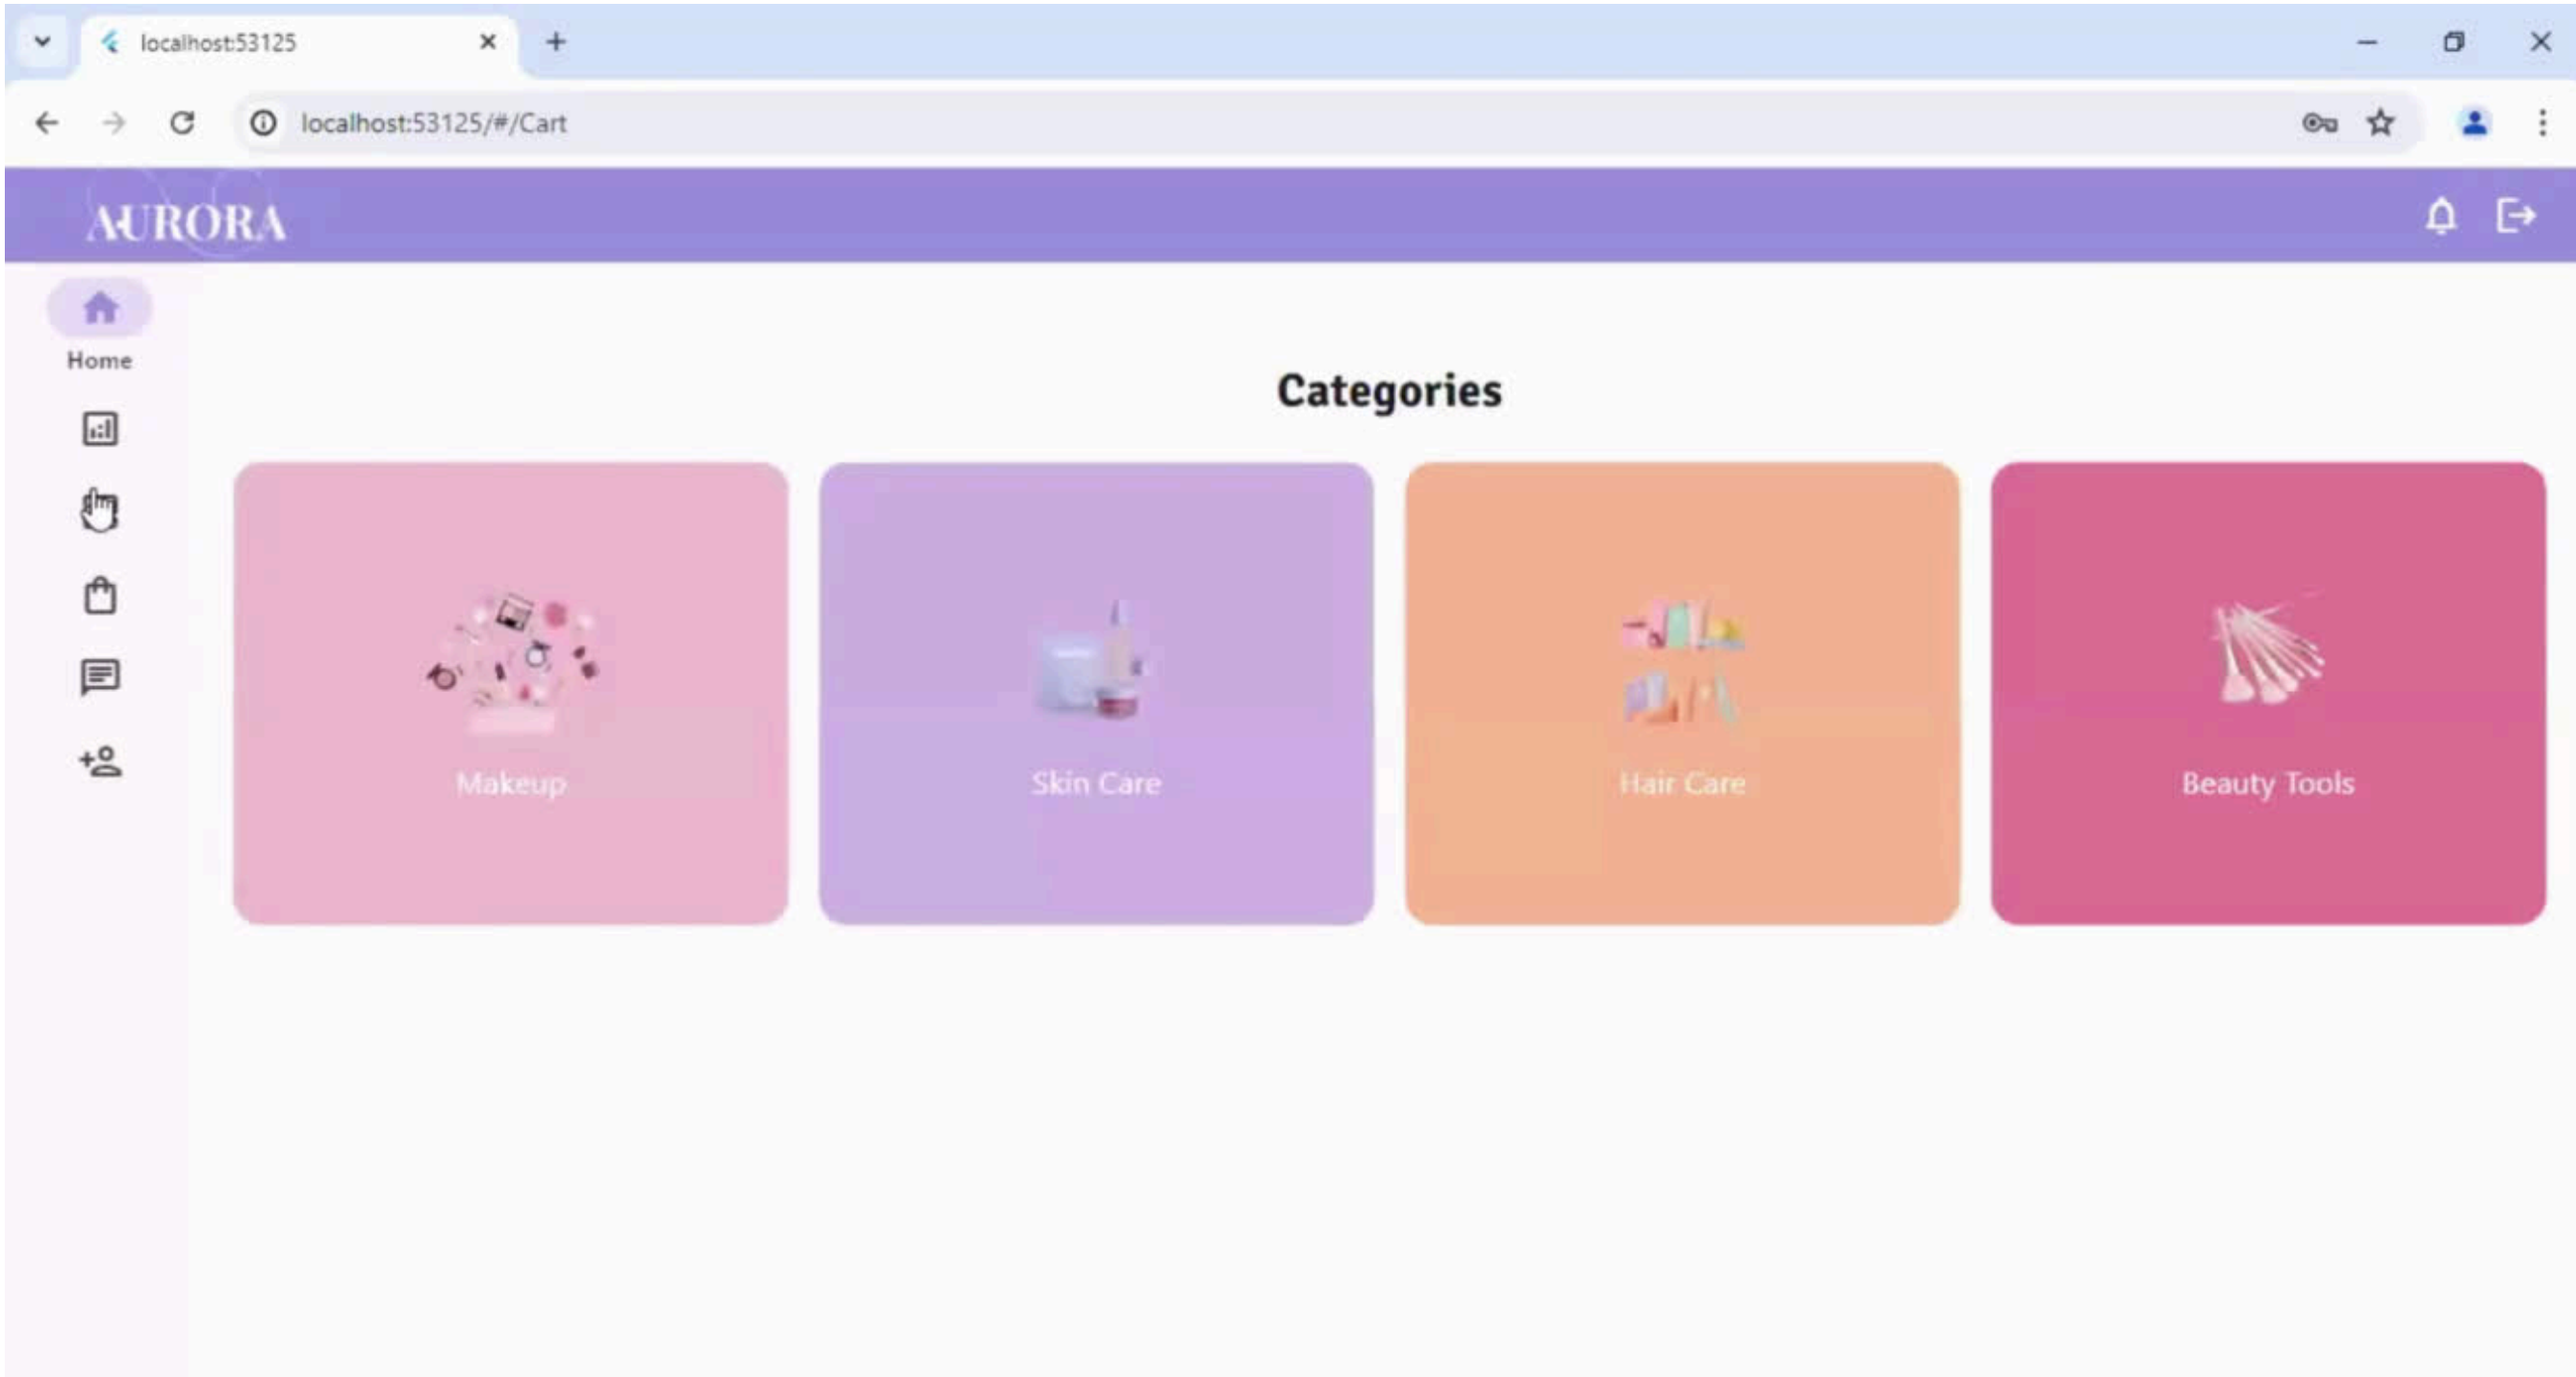 localhost:53125
localhost:53125/#/Cart
AURORA
Home
Categories
Makeup
Skin Care
Hair Care
Beauty Tools